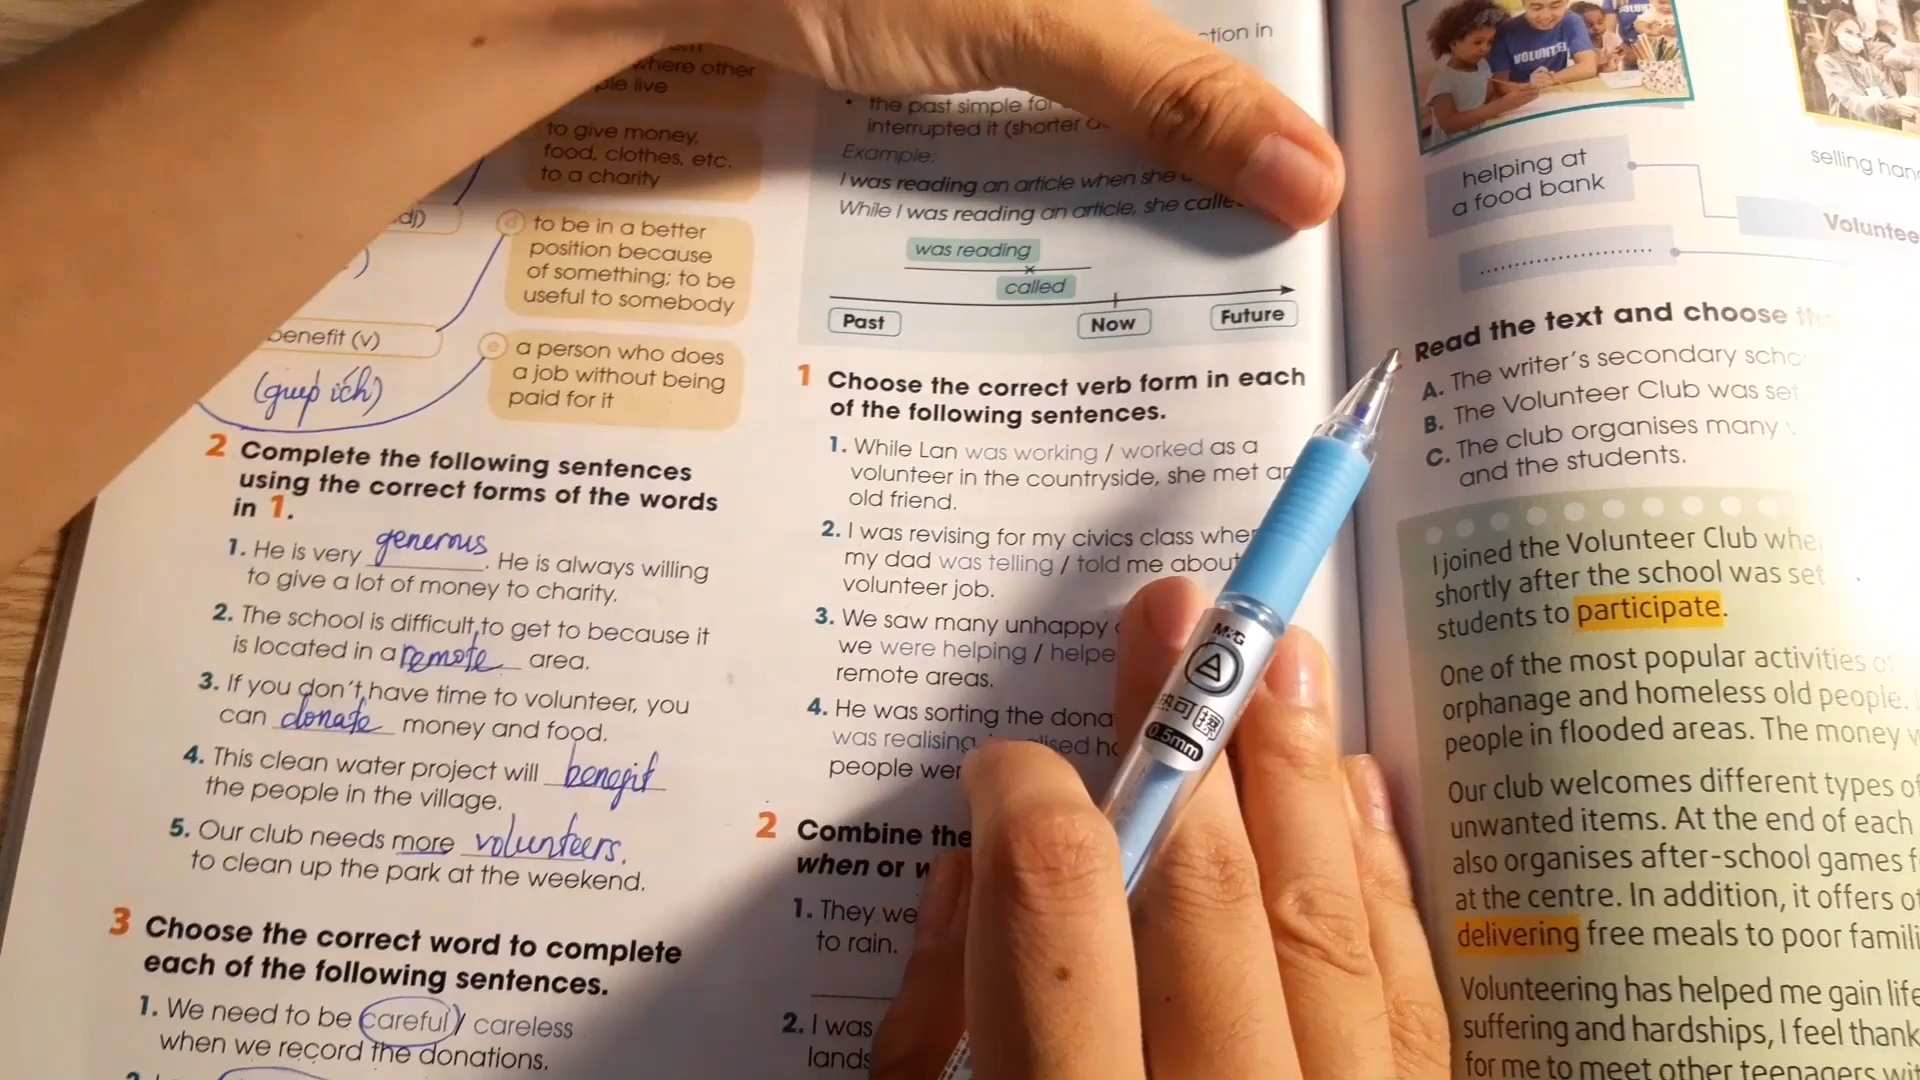 where other
ple live
to give money,
food, clothes, etc.
to a charity
dj)
d to be in a better
position because
of something; to be
useful to somebody
benefit (v)
(giúp ích)
e a person who does
a job without being
paid for it
2 Complete the following sentences
using the correct forms of the words
in 1.
1. He is very generous. He is always willing
to give a lot of money to charity.
2. The school is difficult to get to because it
is located in a remote area.
3. If you don't have time to volunteer, you
can donate money and food.
4. This clean water project will benefit
the people in the village.
5. Our club needs more volunteers.
to clean up the park at the weekend.
3 Choose the correct word to complete
each of the following sentences.
1. We need to be careful / careless
when we record the donations.
tion in
• the past simple for
interrupted it (shorter
Example:
I was reading an article when she
While I was reading an article, she calle
was reading
called
Past
Now
Future
1 Choose the correct verb form in each
of the following sentences.
1. While Lan was working / worked as a
volunteer in the countryside, she met an
old friend.
2. I was revising for my civics class whe
my dad was telling / told me about
volunteer job.
3. We saw many unhappy
we were helping / helpe
remote areas.
4. He was sorting the dona
was realising / alised ho
people wer
2 Combine the
when or w
1. They we
to rain.
2. I was
lands
M&G
可擦
0.5mm
VOLUNTE
helping at
a food bank
selling han
Voluntee
Read the text and choose
A. The writer's secondary scho
B. The Volunteer Club was set
C. The club organises many
and the students.
I joined the Volunteer Club whe
shortly after the school was set
students to participate.
One of the most popular activities o
orphanage and homeless old people.
people in flooded areas. The money w
Our club welcomes different types of
unwanted items. At the end of each
also organises after-school games f
at the centre. In addition, it offers of
delivering free meals to poor famili
Volunteering has helped me gain life
suffering and hardships, I feel thank
for me to meet other teenagers wit